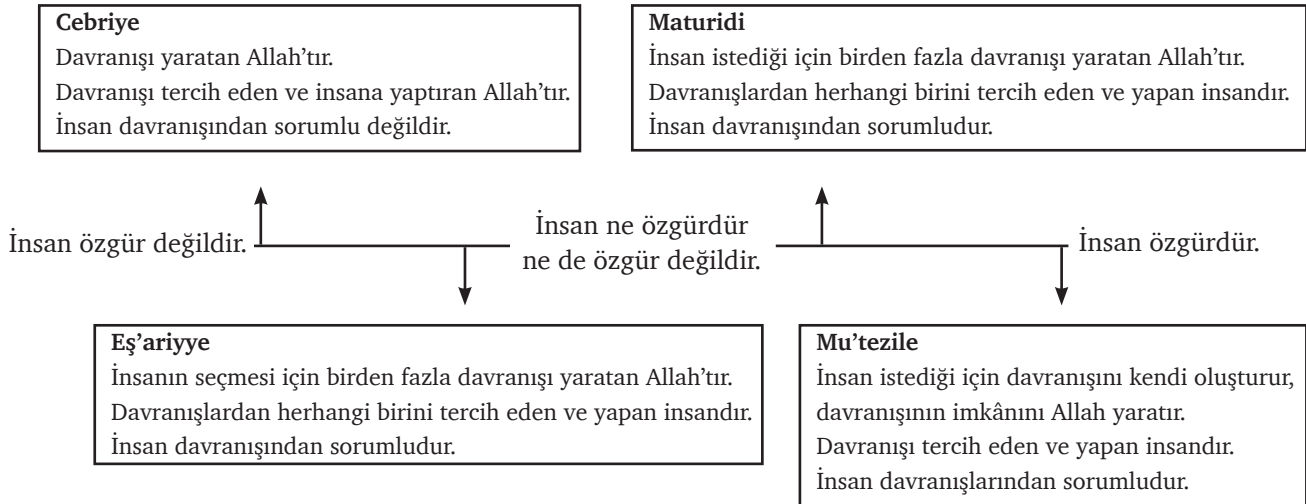 Cebriye
Davranışı yaratan Allah’tır.
Davranışı tercih eden ve insana yaptıran Allah’tır.
İnsan davranışından sorumlu değildir.
Maturidi
İnsan istediği için birden fazla davranışı yaratan Allah’tır.
Davranışlardan herhangi birini tercih eden ve yapan insandır.
İnsan davranışından sorumludur.
İnsan özgür değildir.
İnsan ne özgürdür
ne de özgür değildir.
İnsan özgürdür.
Eş’ariyye
İnsanın seçmesi için birden fazla davranışı yaratan Allah’tır.
Davranışlardan herhangi birini tercih eden ve yapan insandır.
İnsan davranışından sorumludur.
Mu’tezile
İnsan istediği için davranışını kendi oluşturur,
davranışının imkânını Allah yaratır.
Davranışı tercih eden ve yapan insandır.
İnsan davranışlarından sorumludur.